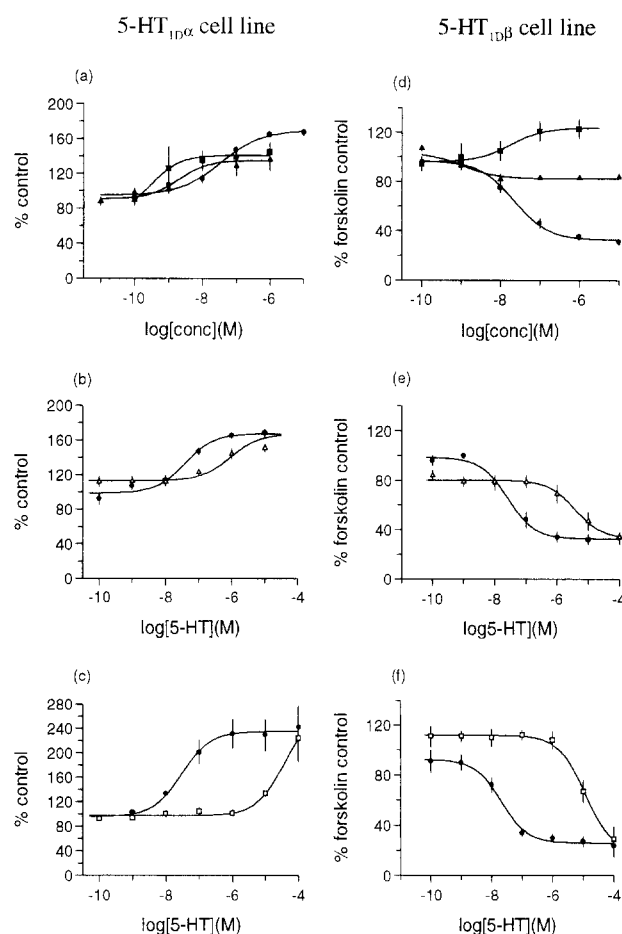 5-HT1Dα cell line
5-HT1Dβ cell line
(a)
% control
200
160
120
80
40
0
-10
-8
-6
log[conc](M)
(d)
% forskolin control
120
80
40
0
-10
-8
-6
-4
log[conc](M)
(b)
% control
200
160
120
80
40
0
-10
-8
-6
-4
log[5-HT](M)
(e)
% forskolin control
120
80
40
0
-10
-8
-6
-4
log5-HT](M)
(c)
% control
280
240
200
160
120
80
40
0
-10
-8
-6
-4
log[5-HT](M)
(f)
% forskolin control
120
80
40
0
-10
-8
-6
-4
log[5-HT](M)